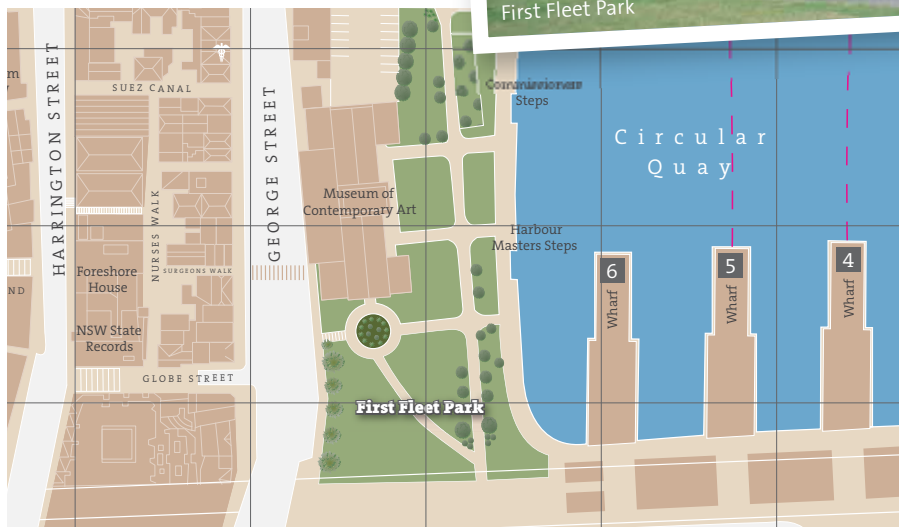 First Fleet Park
m
SUEZ CANAL
HARRINGTON STREET
GEORGE STREET
Commissioners
Steps
Circular
Quay
Museum of
Contemporary Art
NURSES WALK
Harbour
Masters Steps
Foreshore
House
SURGEONS WALK
ND
6
Wharf
5
Wharf
4
Wharf
NSW State
Records
GLOBE STREET
First Fleet Park